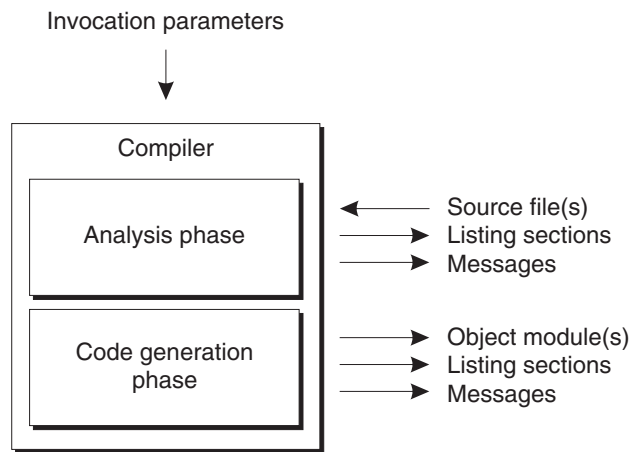 Invocation parameters
Compiler
Analysis phase
Source file(s)
Listing sections
Messages
Code generation
phase
Object module(s)
Listing sections
Messages